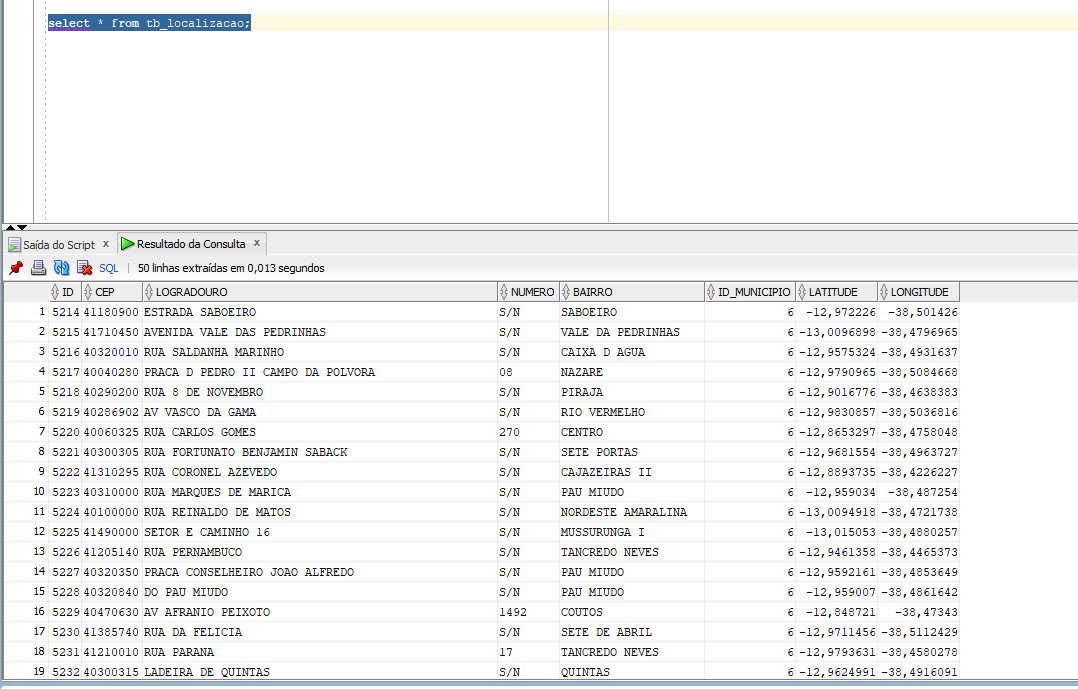 select * from tb_localizacao;
Saída do Script x Resultado da Consulta x
SQL | 50 linhas extraídas em 0,013 segundos
ID CEP LOGRADOURO NUMERO BAIRRO ID_MUNICIPIO LATITUDE LONGITUDE
1 5214 41180900 ESTRADA SABOEIRO S/N SABOEIRO 6 -12,972226 -38,501426
2 5215 41710450 AVENIDA VALE DAS PEDRINHAS S/N VALE DA PEDRINHAS 6 -13,0096898 -38,4796965
3 5216 40320010 RUA SALDANHA MARINHO S/N CAIXA D AGUA 6 -12,9575324 -38,4931637
4 5217 40040280 PRACA D PEDRO II CAMPO DA POLVORA 08 NAZARE 6 -12,9790965 -38,5084668
5 5218 40290200 RUA 8 DE NOVEMBRO S/N PIRAJA 6 -12,9016776 -38,4638383
6 5219 40286902 AV VASCO DA GAMA S/N RIO VERMELHO 6 -12,9830857 -38,5036816
7 5220 40060325 RUA CARLOS GOMES 270 CENTRO 6 -12,8653297 -38,4758048
8 5221 40300305 RUA FORTUNATO BENJAMIN SABACK S/N SETE PORTAS 6 -12,9681554 -38,4963727
9 5222 41310295 RUA CORONEL AZEVEDO S/N CAJAZEIRAS II 6 -12,8893735 -38,4226227
10 5223 40310000 RUA MARQUES DE MARICA S/N PAU MIUDO 6 -12,959034 -38,487254
11 5224 40100000 RUA REINALDO DE MATOS S/N NORDESTE AMARALINA 6 -13,0094918 -38,4721738
12 5225 41490000 SETOR E CAMINHO 16 S/N MUSSURUNGA I 6 -13,015053 -38,4880257
13 5226 41205140 RUA PERNAMBUCO S/N TANCREDO NEVES 6 -12,9461358 -38,4465373
14 5227 40320350 PRACA CONSELHEIRO JOAO ALFREDO S/N PAU MIUDO 6 -12,9592161 -38,4853649
15 5228 40320840 DO PAU MIUDO S/N PAU MIUDO 6 -12,959007 -38,4861642
16 5229 40470630 AV AFRANIO PEIXOTO 1492 COUTOS 6 -12,848721 -38,47343
17 5230 41385740 RUA DA FELICIA S/N SETE DE ABRIL 6 -12,9711456 -38,5112429
18 5231 41210010 RUA PARANA 17 TANCREDO NEVES 6 -12,9793631 -38,4580278
19 5232 40300315 LADEIRA DE QUINTAS S/N QUINTAS 6 -12,9624991 -38,4916091